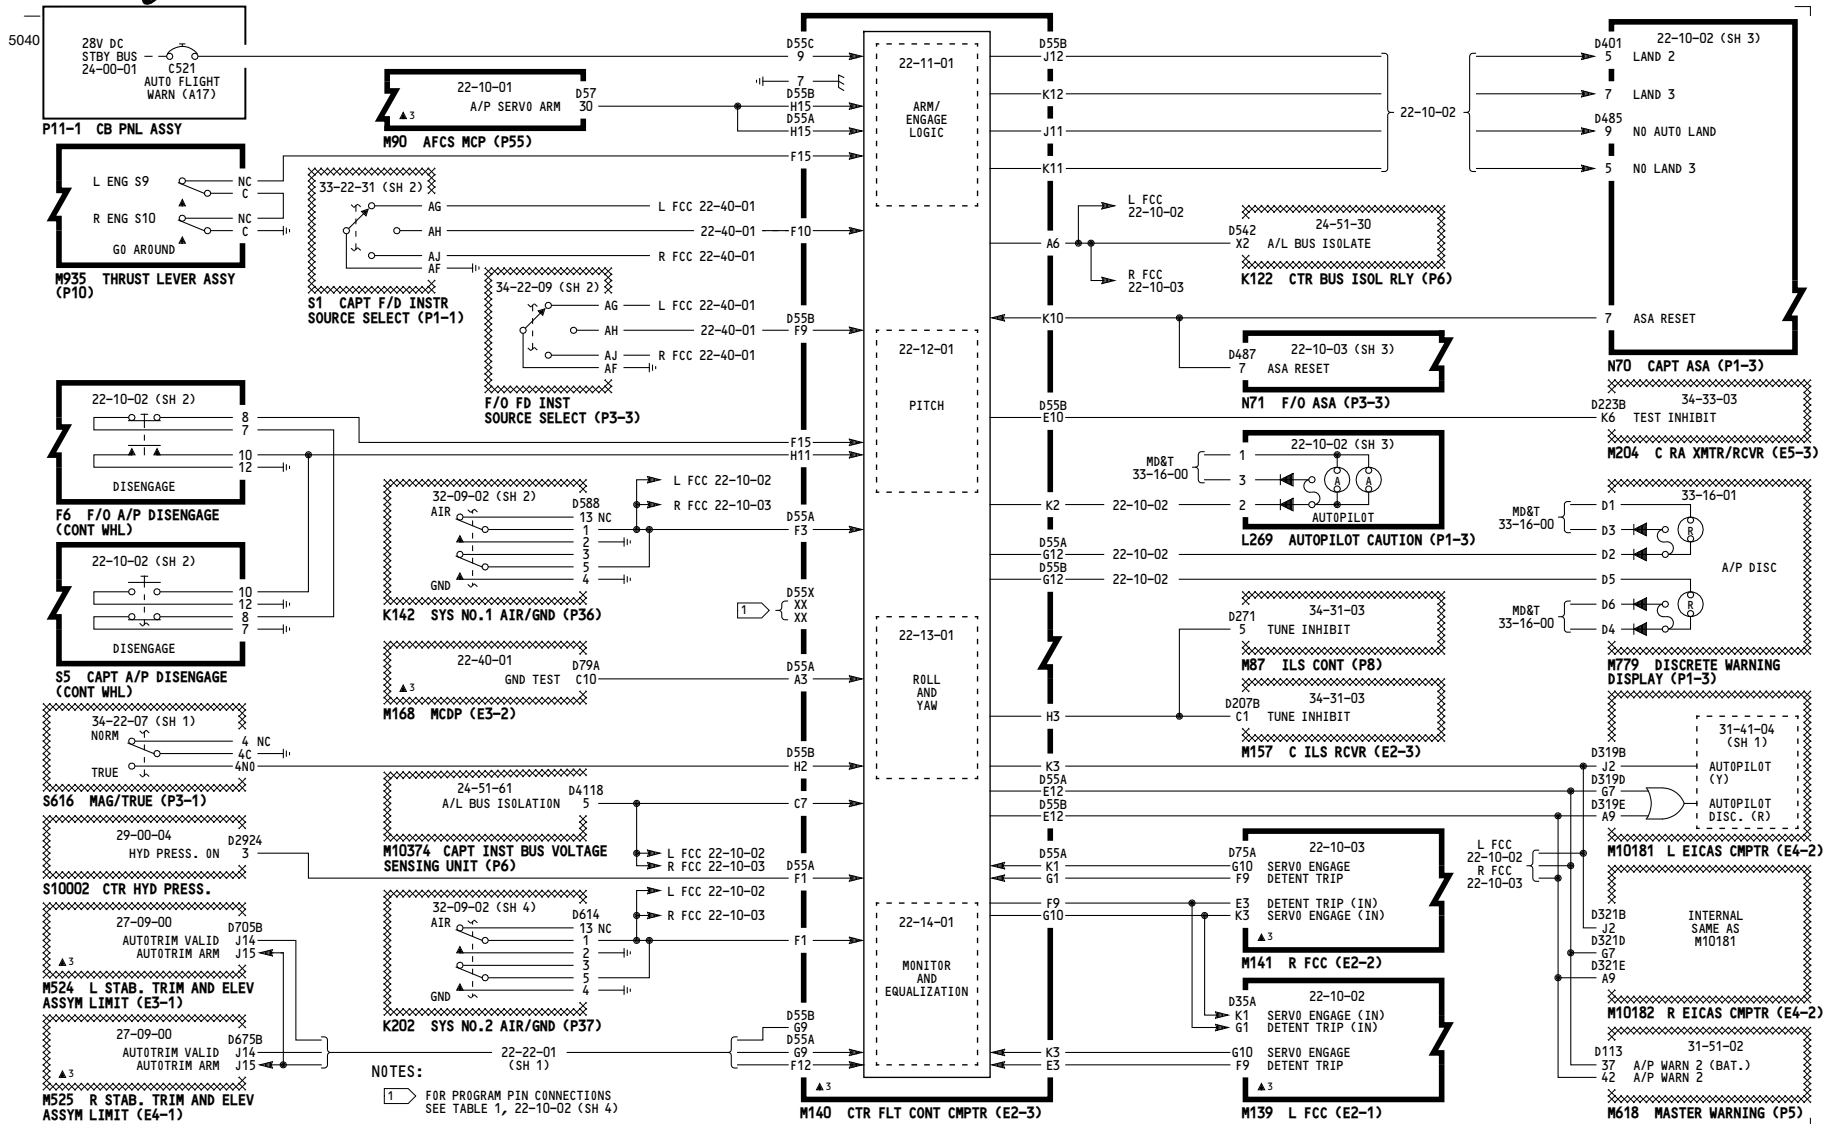 5040
28V DC
STBY BUS
24-00-01
C521
AUTO FLIGHT
WARN (A17)
P11-1 CB PNL ASSY
22-10-01
A/P SERVO ARM
D57
30
3
M90 AFCS MCP (P55)
L ENG S9
NC
C
R ENG S10
NC
C
GO AROUND
M935 THRUST LEVER ASSY
(P10)
33-22-31 (SH 2)
AG
L FCC 22-40-01
AH
22-40-01
AJ
R FCC 22-40-01
AF
S1 CAPT F/D INSTR
SOURCE SELECT (P1-1)
34-22-09 (SH 2)
AG
L FCC 22-40-01
AH
22-40-01
AJ
R FCC 22-40-01
AF
F/O FD INST
SOURCE SELECT (P3-3)
22-10-02 (SH 2)
8
7
10
12
DISENGAGE
F6 F/O A/P DISENGAGE
(CONT WHL)
22-10-02 (SH 2)
10
12
8
7
DISENGAGE
S5 CAPT A/P DISENGAGE
(CONT WHL)
32-09-02 (SH 2)
AIR
D588
13 NC
1
2
3
5
4
GND
K142 SYS NO.1 AIR/GND (P36)
L FCC 22-10-02
R FCC 22-10-03
22-40-01
GND TEST
D79A
C10
3
M168 MCDP (E3-2)
34-22-07 (SH 1)
NORM
4 NC
4C
4NO
TRUE
S616 MAG/TRUE (P3-1)
24-51-61
A/L BUS ISOLATION
D4118
5
M10374 CAPT INST BUS VOLTAGE
SENSING UNIT (P6)
L FCC 22-10-02
R FCC 22-10-03
29-00-04
HYD PRESS. ON
D2924
3
S10002 CTR HYD PRESS.
32-09-02 (SH 4)
AIR
D614
13 NC
1
2
3
5
4
GND
K202 SYS NO.2 AIR/GND (P37)
L FCC 22-10-02
R FCC 22-10-03
27-09-00
D705B
AUTOTRIM VALID J14
AUTOTRIM ARM J15
3
M524 L STAB. TRIM AND ELEV
ASSYM LIMIT (E3-1)
27-09-00
D675B
AUTOTRIM VALID J14
AUTOTRIM ARM J15
3
M525 R STAB. TRIM AND ELEV
ASSYM LIMIT (E4-1)
22-22-01
(SH 1)
NOTES:
1 FOR PROGRAM PIN CONNECTIONS
SEE TABLE 1, 22-10-02 (SH 4)
D55C
9
7
D55B
H15
D55A
H15
F15
F10
D55B
F9
F15
H11
D55A
F3
1
D55X
XX
XX
D55A
A3
D55B
H2
C7
D55A
F1
F1
D55B
G9
D55A
G9
F12
22-11-01
ARM/
ENGAGE
LOGIC
22-12-01
PITCH
22-13-01
ROLL
AND
YAW
22-14-01
MONITOR
AND
EQUALIZATION
3
M140 CTR FLT CONT CMPTR (E2-3)
D55B
J12
K12
J11
K11
A6
K10
D55B
E10
K2
D55A
G12
D55B
G12
H3
K3
D55A
E12
D55B
E12
D55A
K1
G1
F9
G10
K3
E3
22-10-02
L FCC
22-10-02
R FCC
22-10-03
24-51-30
D542
X2 A/L BUS ISOLATE
K122 CTR BUS ISOL RLY (P6)
22-10-03 (SH 3)
D487
7 ASA RESET
N71 F/O ASA (P3-3)
22-10-02 (SH 3)
MD&T
33-16-00
1
3
2
A A
AUTOPILOT
22-10-02
L269 AUTOPILOT CAUTION (P1-3)
22-10-02
22-10-02
34-31-03
D271
5 TUNE INHIBIT
M87 ILS CONT (P8)
34-31-03
D207B
C1 TUNE INHIBIT
M157 C ILS RCVR (E2-3)
22-10-03
D75A
G10 SERVO ENGAGE
F9 DETENT TRIP
E3 DETENT TRIP (IN)
K3 SERVO ENGAGE (IN)
3
M141 R FCC (E2-2)
22-10-02
D35A
K1 SERVO ENGAGE (IN)
G1 DETENT TRIP (IN)
G10 SERVO ENGAGE
F9 DETENT TRIP
3
M139 L FCC (E2-1)
22-10-02 (SH 3)
D401
5 LAND 2
7 LAND 3
D485
9 NO AUTO LAND
5 NO LAND 3
7 ASA RESET
N70 CAPT ASA (P1-3)
34-33-03
D223B
K6 TEST INHIBIT
M204 C RA XMTR/RCVR (E5-3)
33-16-01
MD&T
33-16-00
D1
D3
D2
R
A/P DISC
D5
MD&T
33-16-00
D6
D4
R
M779 DISCRETE WARNING
DISPLAY (P1-3)
31-41-04
(SH 1)
D319B
J2
AUTOPILOT
(Y)
D319D
G7
D319E
A9
AUTOPILOT
DISC. (R)
M10181 L EICAS CMPTR (E4-2)
L FCC
22-10-02
R FCC
22-10-03
D321B
J2
D321D
G7
D321E
A9
INTERNAL
SAME AS
M10181
M10182 R EICAS CMPTR (E4-2)
31-51-02
D113
37 A/P WARN 2 (BAT.)
42 A/P WARN 2
M618 MASTER WARNING (P5)